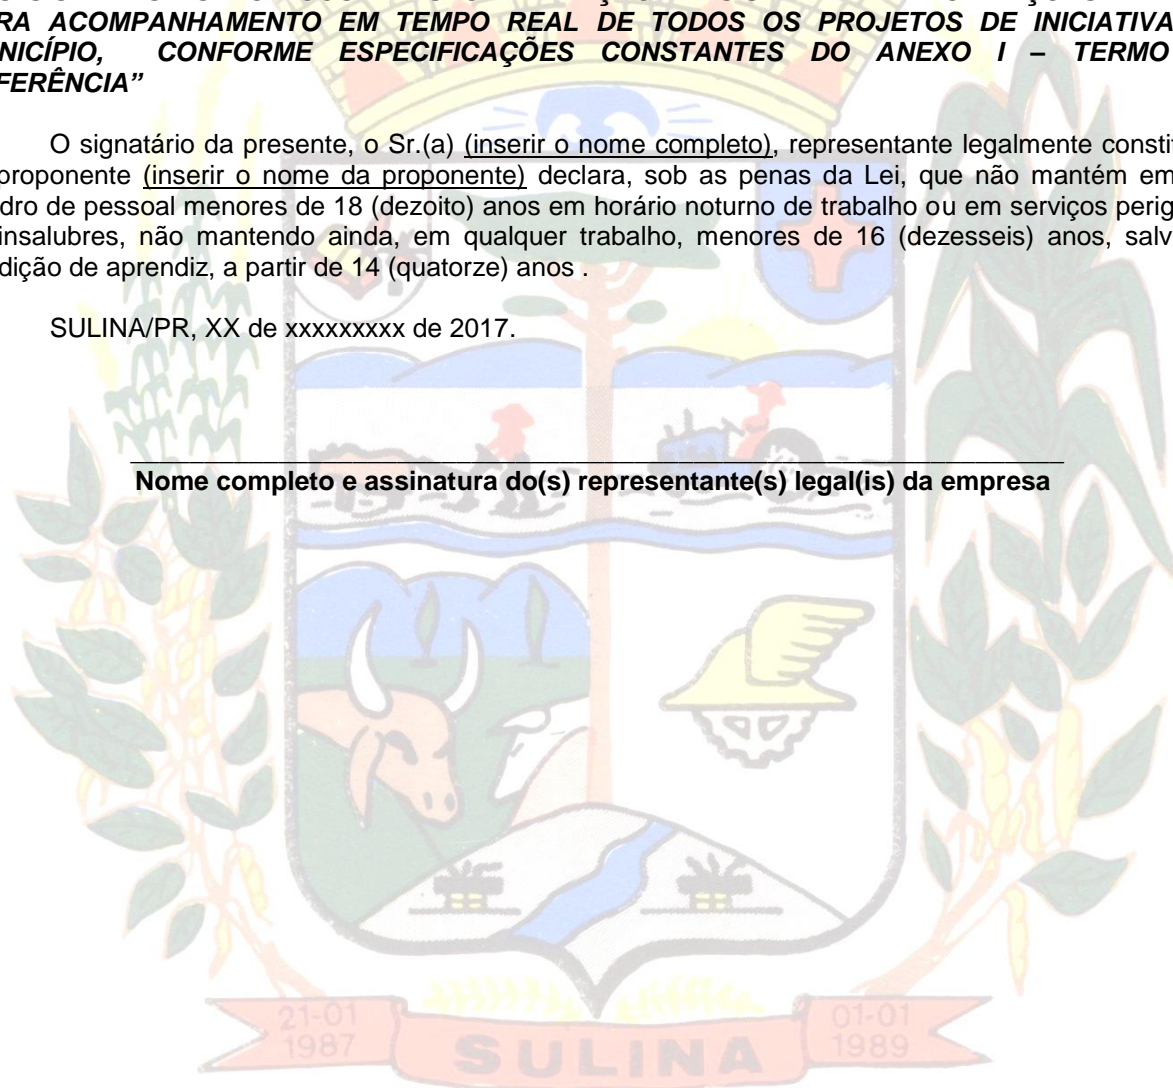 RA ACOMPANHAMENTO EM TEMPO REAL DE TODOS OS PROJETOS DE INICIATIVA
NICÍPIO, CONFORME ESPECIFICAÇÕES CONSTANTES DO ANEXO I – TERMO
FERÊNCIA”
O signatário da presente, o Sr.(a) (inserir o nome completo), representante legalmente constit
proponente (inserir o nome da proponente) declara, sob as penas da Lei, que não mantém em
dro de pessoal menores de 18 (dezoito) anos em horário noturno de trabalho ou em serviços perig
insalubres, não mantendo ainda, em qualquer trabalho, menores de 16 (dezesseis) anos, salv
dição de aprendiz, a partir de 14 (quatorze) anos .
SULINA/PR, XX de xxxxxxxxx de 2017.
Nome completo e assinatura do(s) representante(s) legal(is) da empresa
21-01
1987
SULINA
01-01
1989